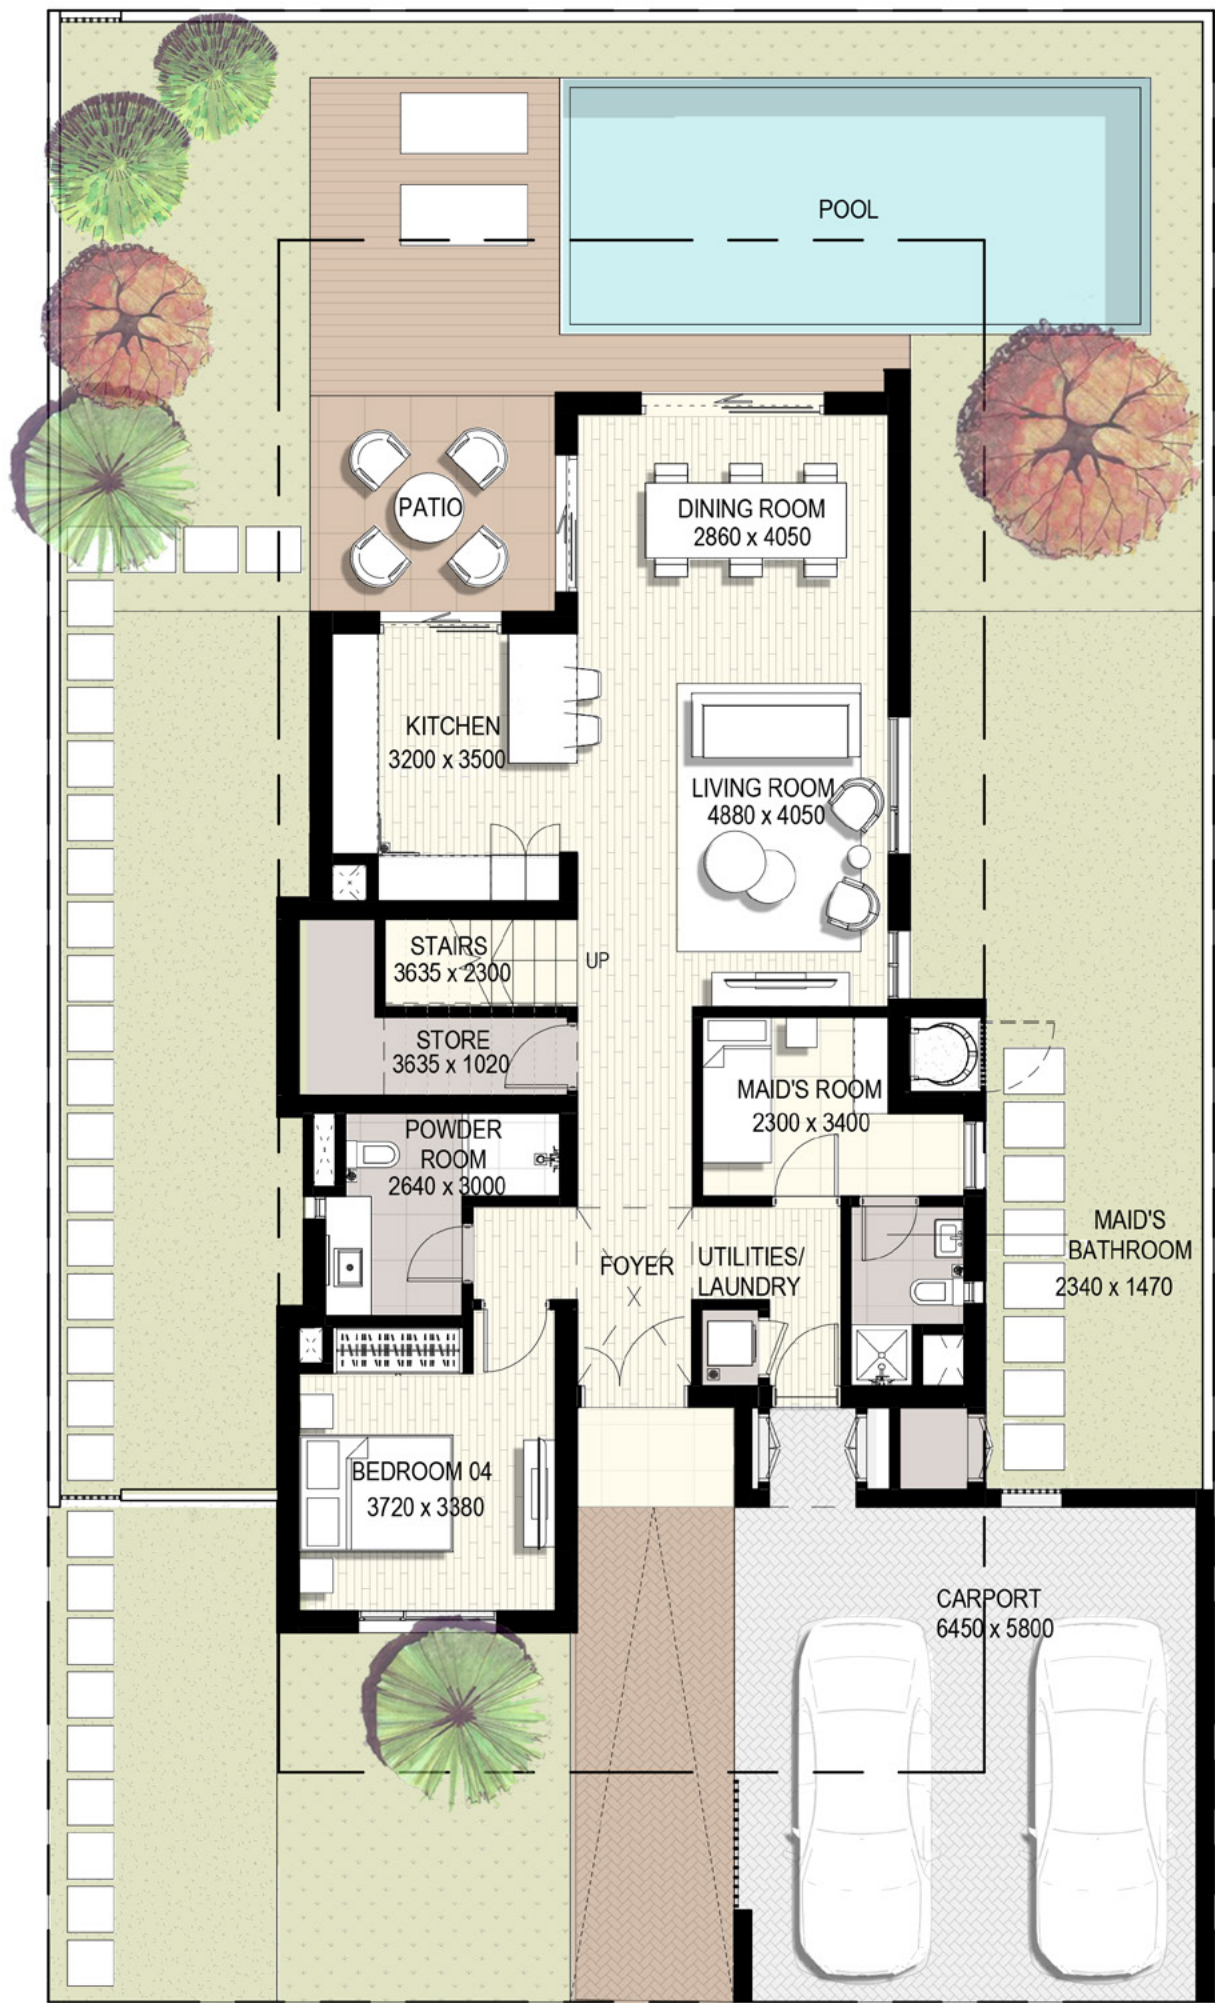 POOL
PATIO
DINING ROOM
2860 x 4050
KITCHEN
3200 x 3500
LIVING ROOM
4880 x 4050
STAIRS
3635 x 2300
UP
STORE
3635 x 1020
MAID'S ROOM
2300 x 3400
POWDER
ROOM
2640 x 3000
MAID'S
BATHROOM
2340 x 1470
FOYER
UTILITIES/
LAUNDRY
BEDROOM 04
3720 x 3380
CARPORT
6450 x 5800